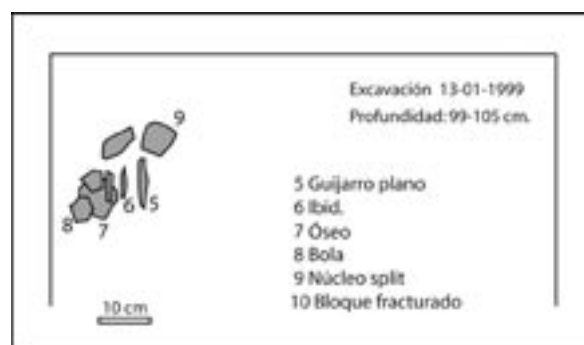 Excavación 13-01-1999
Profundidad: 99-105 cm.
9
5 Guijarro plano
6 Ibid.
7 Óseo
8 Bola
9 Núcleo split
10 Bloque fracturado
6
5
8
7
10 cm